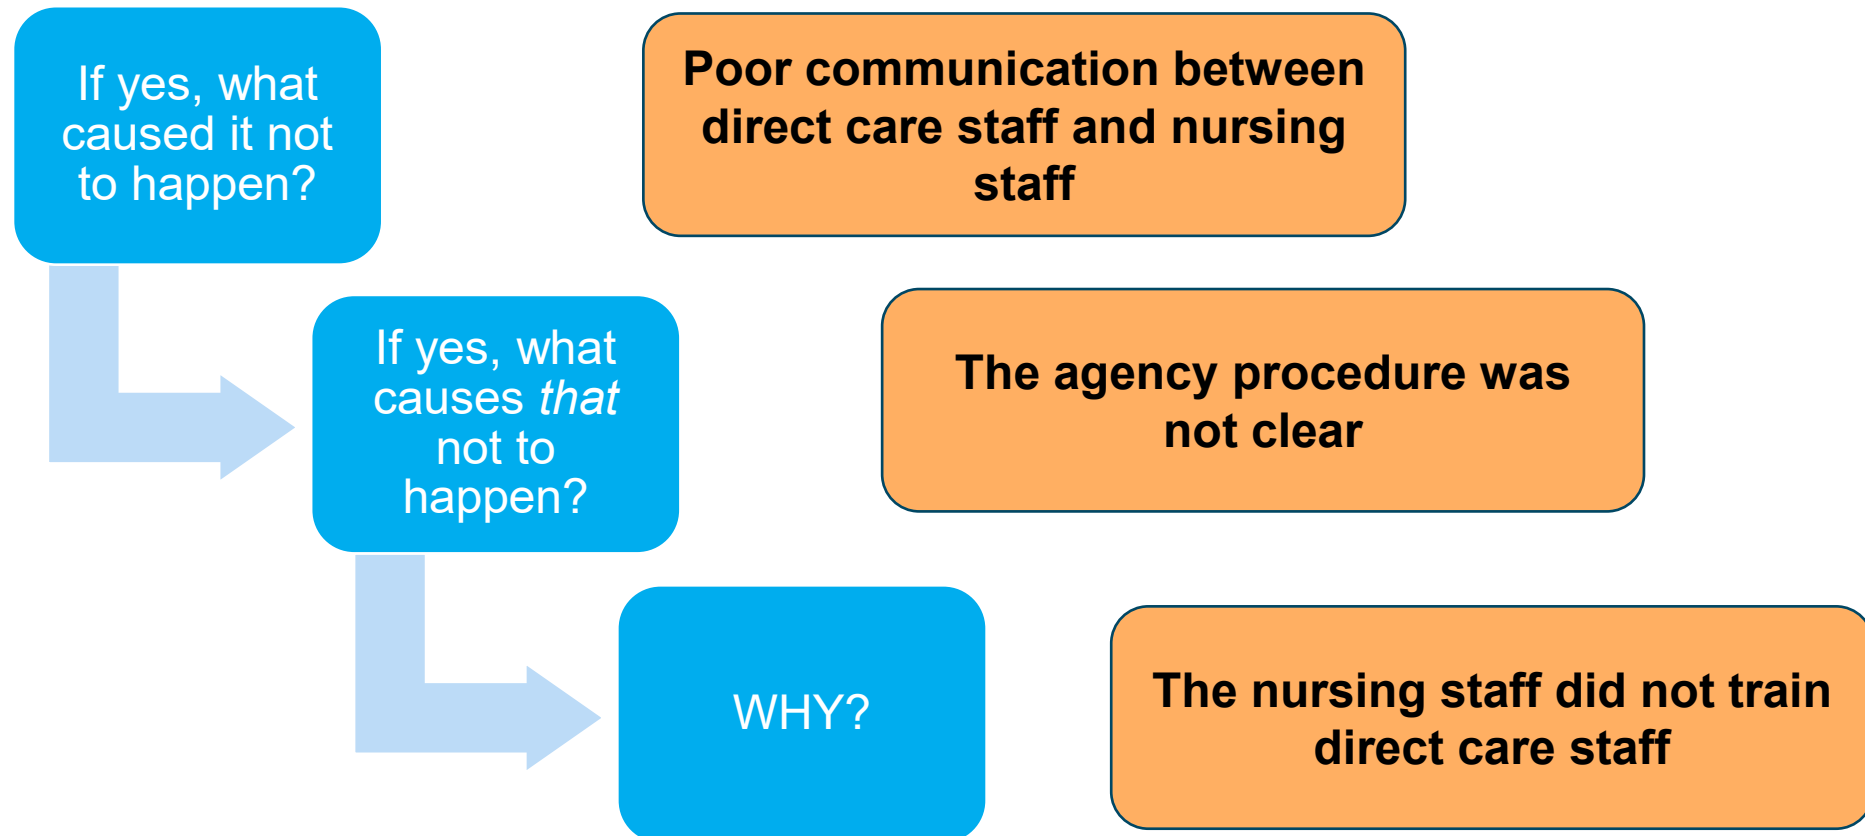 If yes, what
caused it not
to happen?
Poor communication between
direct care staff and nursing
staff
If yes, what
causes that
not to
happen?
The agency procedure was
not clear
WHY?
The nursing staff did not train
direct care staff